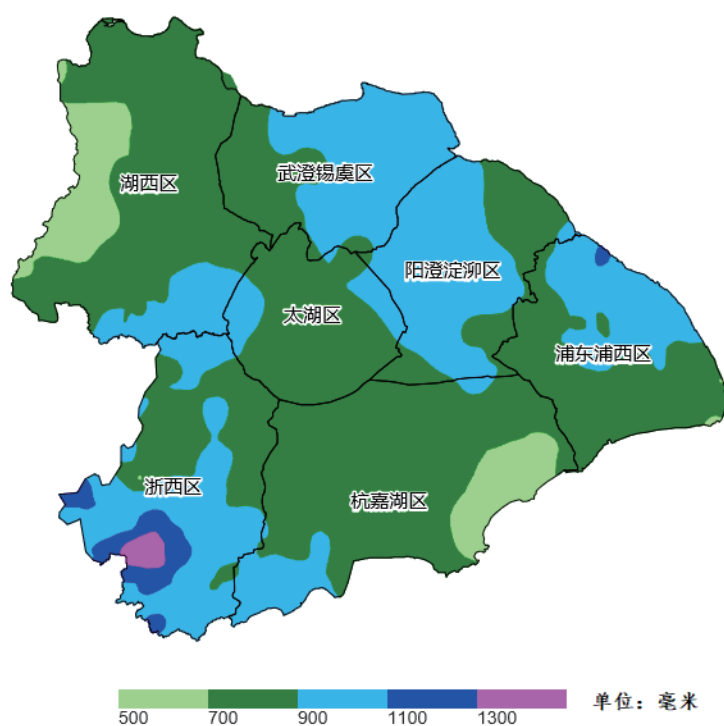 武澄锡虞区
湖西区
阳澄淀泖区
太湖区
浦东浦西区
浙西区
杭嘉湖区
500 700 900 1100 1300 单位：毫米